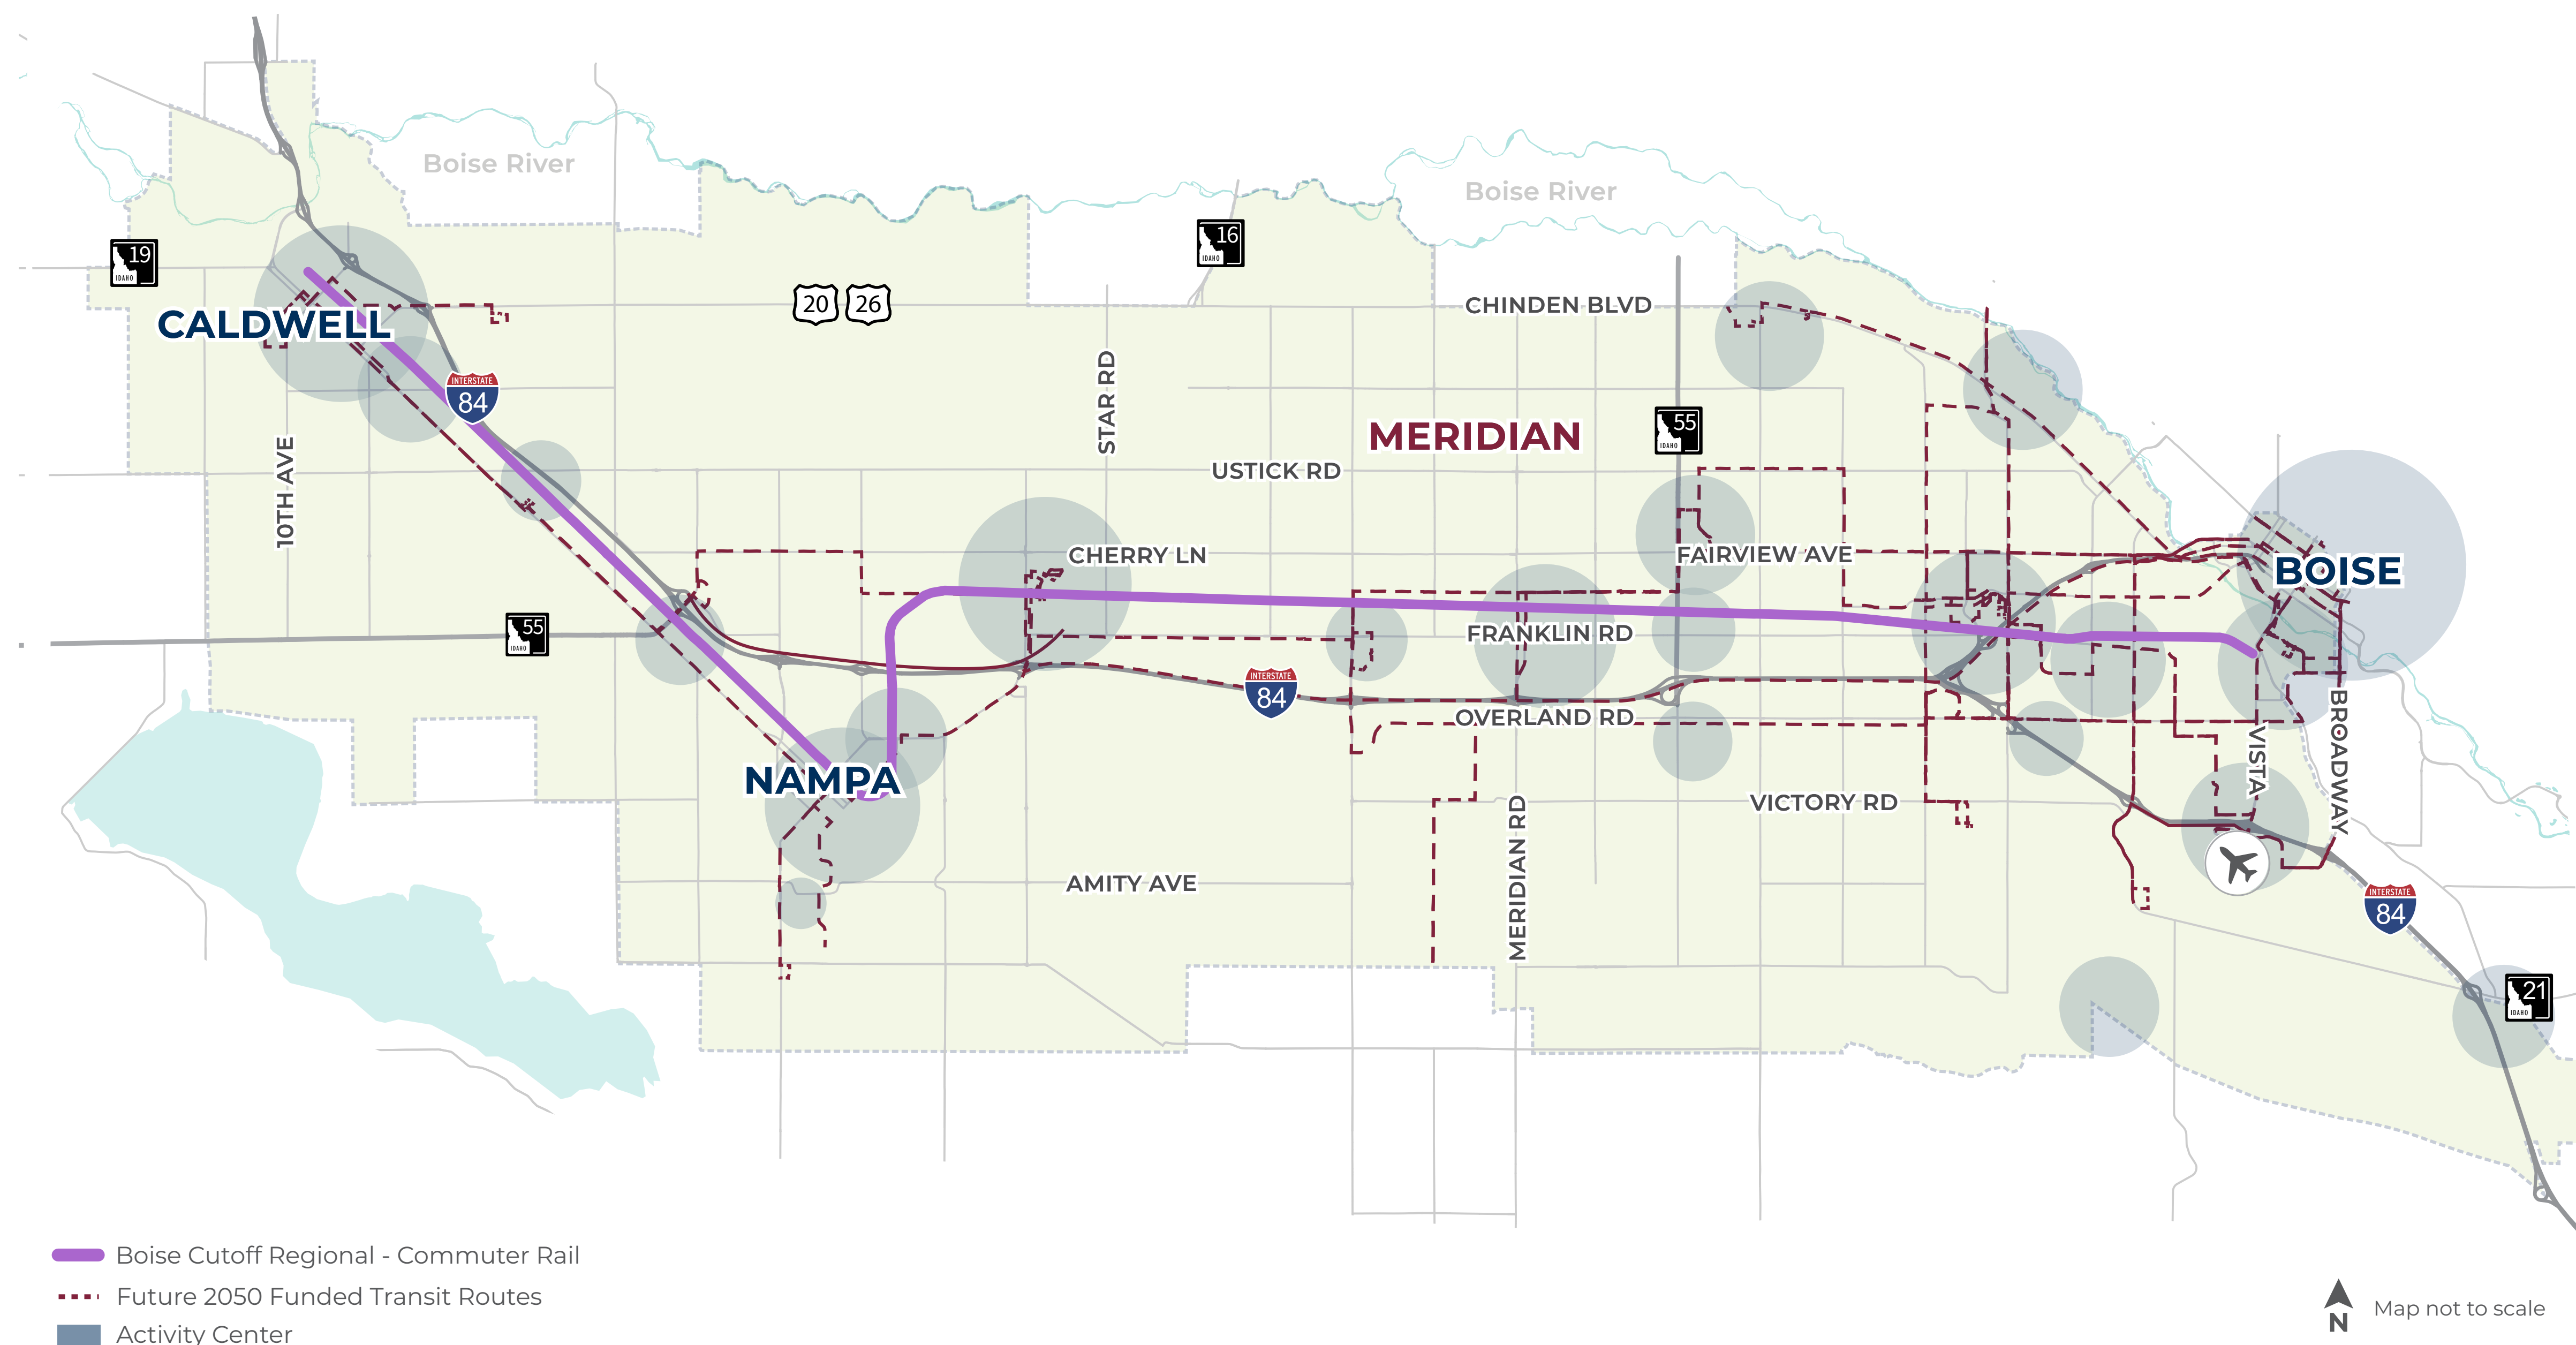 Boise River
Boise River
19
IDAHO
16
IDAHO
20
26
CHINDEN BLVD
CALDWELL
INTERSTATE
84
STAR RD
MERIDIAN
55
IDAHO
10TH AVE
USTICK RD
CHERRY LN
FAIRVIEW AVE
BOISE
55
IDAHO
FRANKLIN RD
INTERSTATE
84
OVERLAND RD
BROADWAY
VISTA
NAMPA
VICTORY RD
MERIDIAN RD
AMITY AVE
INTERSTATE
84
21
IDAHO
Boise Cutoff Regional - Commuter Rail
Future 2050 Funded Transit Routes
Activity Center
N
Map not to scale